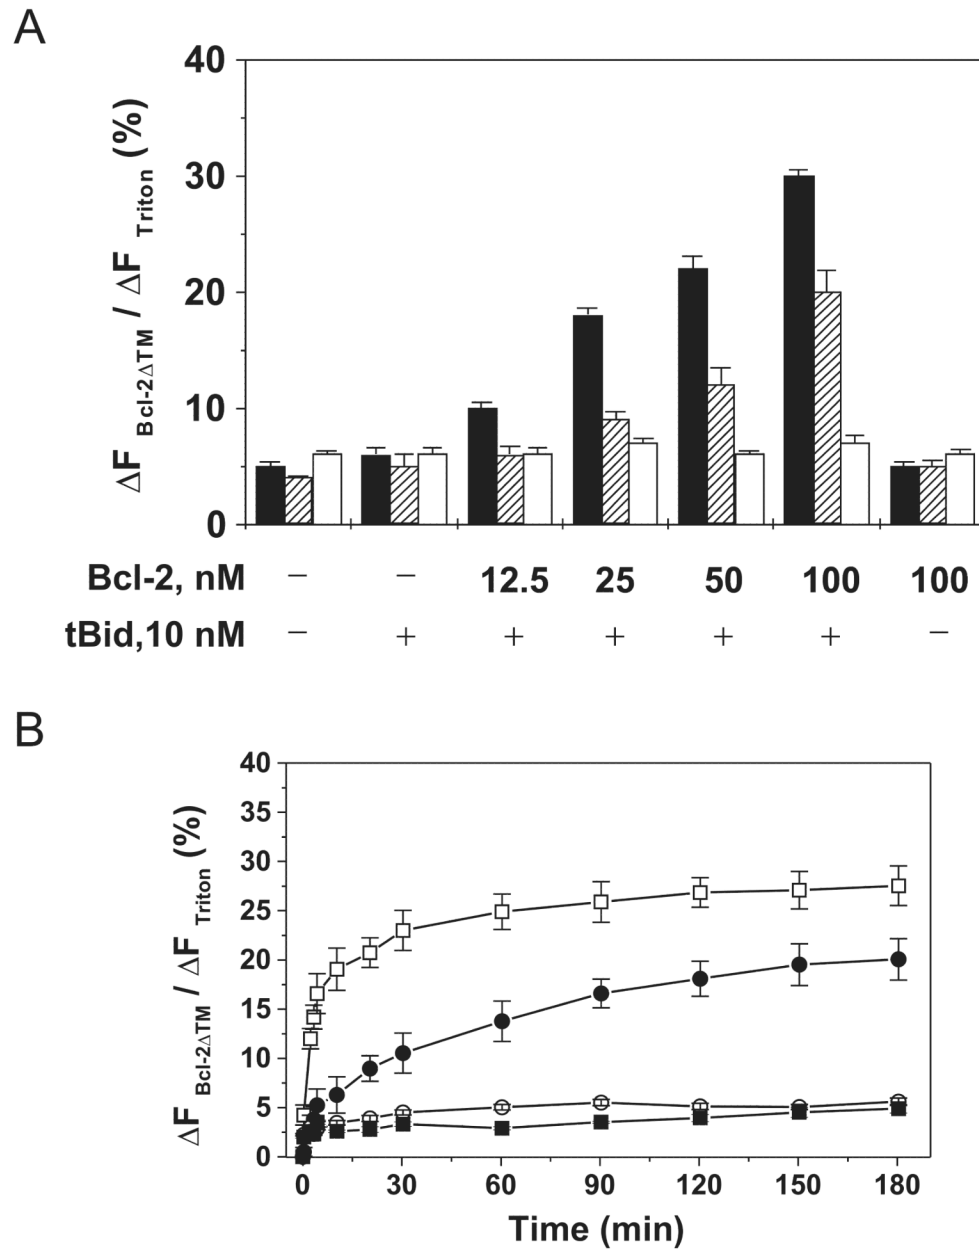 A
ΔF Bcl-2ΔTM / ΔF Triton (%)
40
30
20
10
0
Bcl-2, nM – – 12.5 25 50 100 100
tBid,10 nM – + + + + + –
B
ΔF Bcl-2ΔTM / ΔF Triton (%)
40
35
30
25
20
15
10
5
0
0 30 60 90 120 150 180
Time (min)